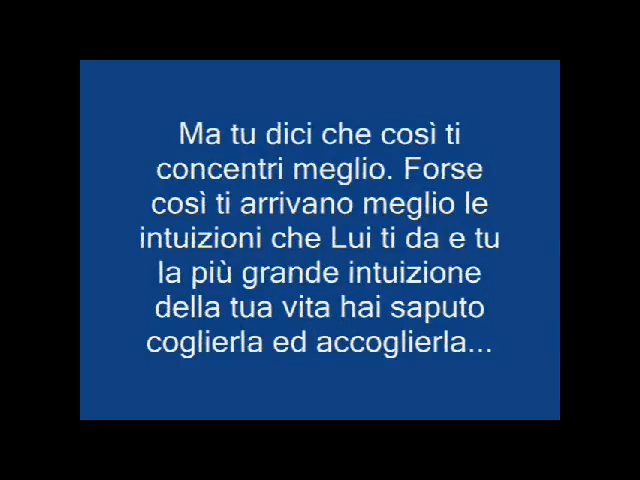 Ma tu dici che così ti
concentri meglio. Forse
così ti arrivano meglio le
intuizioni che Lui ti da e tu
la più grande intuizione
della tua vita hai saputo
coglierla ed accoglierla...